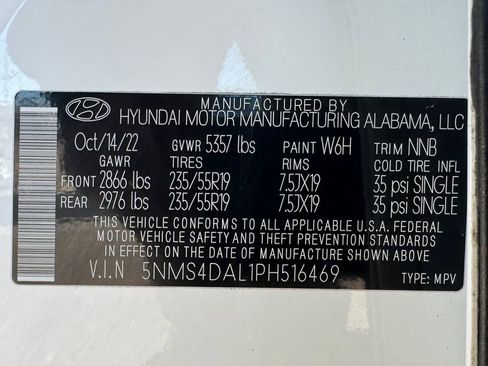 MANUFACTURED BY
HYUNDAI MOTOR MANUFACTURING ALABAMA, LLC
Oct/14/22 GVWR 5357 lbs PAINT W6H TRIM NNB
GAWR TIRES RIMS COLD TIRE INFL
FRONT 2866 lbs 235/55R19 7.5JX19 35 psi SINGLE
REAR 2976 lbs 235/55R19 7.5JX19 35 psi SINGLE
THIS VEHICLE CONFORMS TO ALL APPLICABLE U.S.A. FEDERAL
MOTOR VEHICLE SAFETY AND THEFT PREVENTION STANDARDS
IN EFFECT ON THE DATE OF MANUFACTURE SHOWN ABOVE.
V.I.N 5NMS4DAL1PH516469 TYPE: MPV